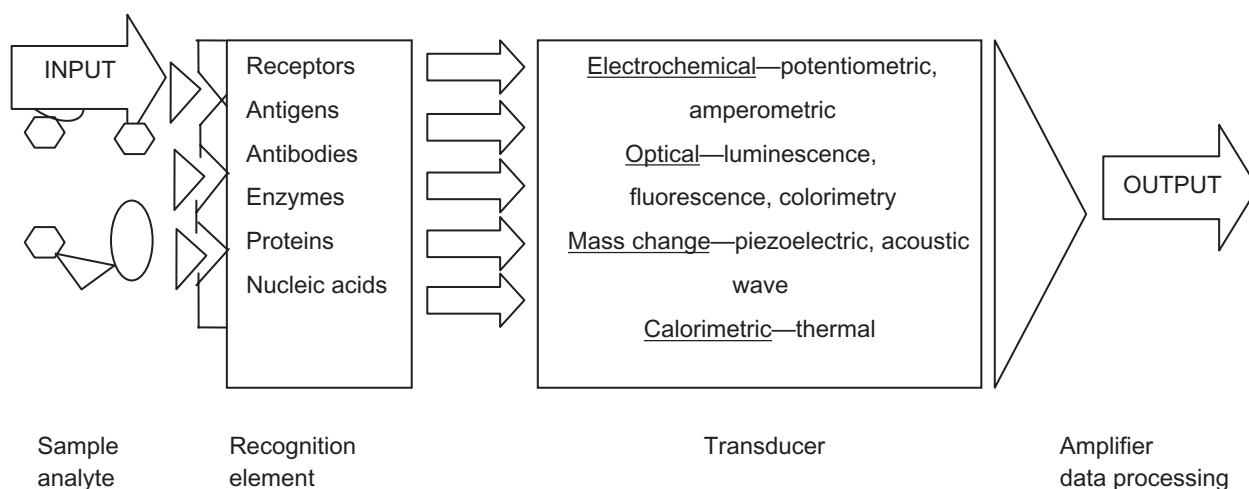 INPUT
Receptors
Antigens
Antibodies
Enzymes
Proteins
Nucleic acids
Electrochemical—potentiometric,
amperometric
Optical—luminescence,
fluorescence, colorimetry
Mass change—piezoelectric, acoustic
wave
Calorimetric—thermal
OUTPUT
Sample
analyte
Recognition
element
Transducer
Amplifier
data processing